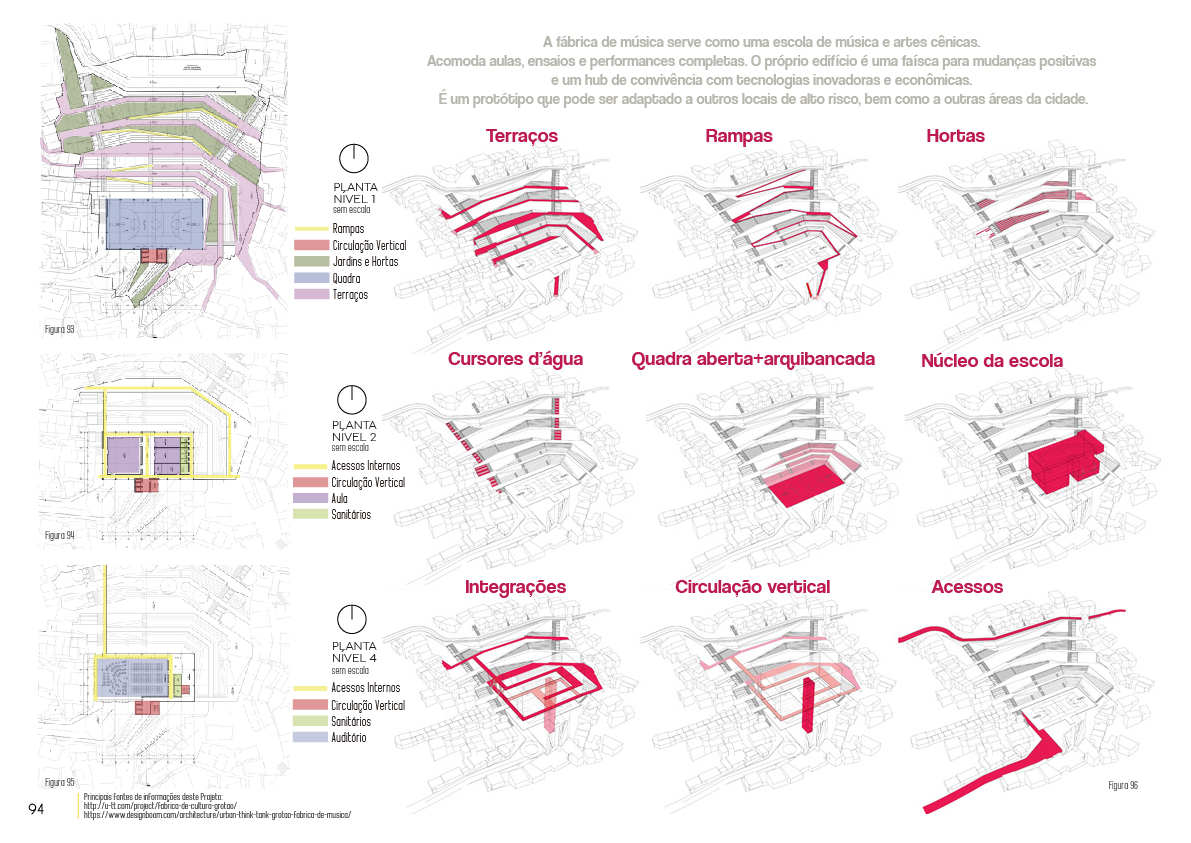 A fábrica de música serve como uma escola de música e artes cênicas.
Acomoda aulas, ensaios e performances completas. O próprio edifício é uma faísca para mudanças positivas
e um hub de convivência com tecnologias inovadoras e econômicas.
É um protótipo que pode ser adaptado a outros locais de alto risco, bem como a outras áreas da cidade.
PLANTA
NIVEL 1
sem escala
Rampas
Circulação Vertical
Jardins e Hortas
Quadra
Terraços
Figura 93
Terraços
Rampas
Hortas
PLANTA
NIVEL 2
sem escala
Acessos Internos
Circulação Vertical
Aula
Sanitários
Figura 94
Cursores d'água
Quadra aberta+arquibancada
Núcleo da escola
PLANTA
NIVEL 4
sem escala
Acessos Internos
Circulação Vertical
Sanitários
Auditório
Figura 95
Integrações
Circulação vertical
Acessos
Figura 96
94
Principais Fontes de informações deste Projeto:
http://u-tt.com/project/fabrica-de-cultura-grotao/
https://www.designboom.com/architecture/urban-think-tank-grotao-fabrica-de-musica/